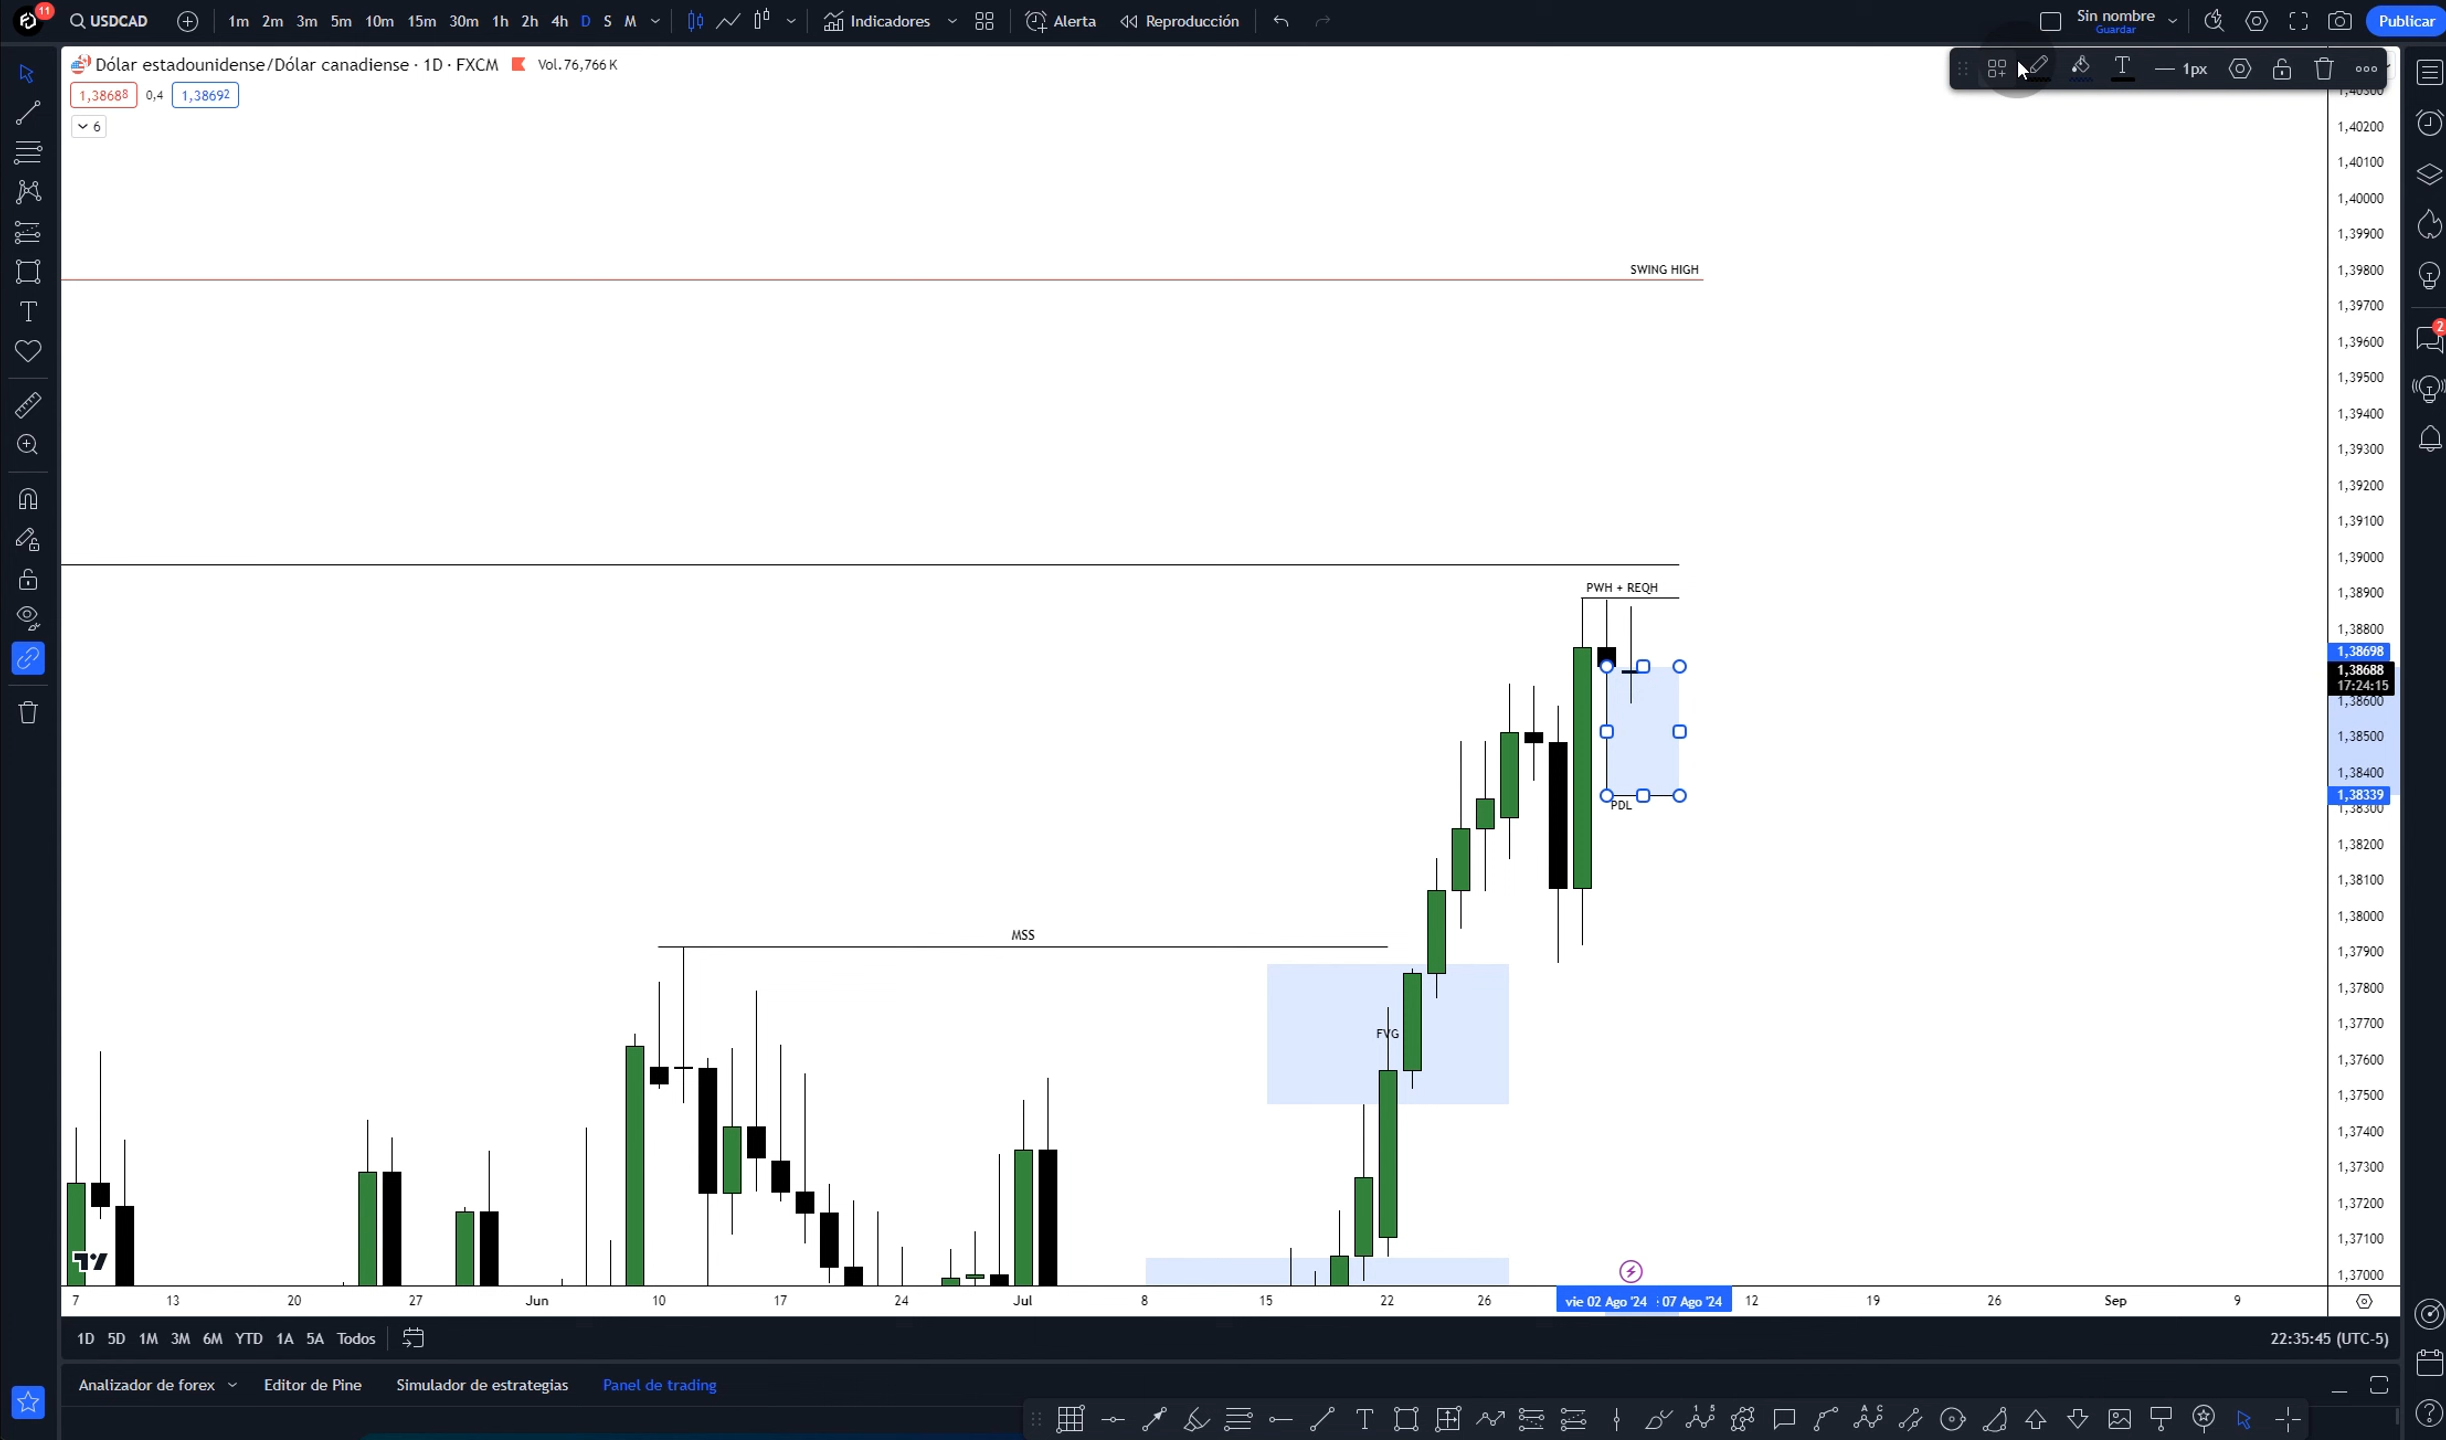 11
USDCAD
1m 2m 3m 5m 10m 15m 30m 1h 2h 4h D S M
Indicadores
Alerta
Reproducción
Sin nombre
Guardar
Publicar
Dólar estadounidense/Dólar canadiense · 1D · FXCM
Vol. 76,766 K
1,38688
0,4
1,38692
6
1px
1,40300
1,40200
1,40100
1,40000
1,39900
1,39800
1,39700
1,39600
1,39500
1,39400
1,39300
1,39200
1,39100
1,39000
1,38900
1,38800
1,38698
1,38688
17:24:15
1,38600
1,38500
1,38400
1,38339
1,38300
1,38200
1,38100
1,38000
1,37900
1,37800
1,37700
1,37600
1,37500
1,37400
1,37300
1,37200
1,37100
1,37000
2
SWING HIGH
PWH + REQH
PDL
MSS
FVG
7 13 20 27 Jun 10 17 24 Jul 8 15 22 26 vie 02 Ago '24 07 Ago '24 12 19 26 Sep 9
1D 5D 1M 3M 6M YTD 1A 5A Todos
22:35:45 (UTC-5)
Analizador de forex
Editor de Pine
Simulador de estrategias
Panel de trading